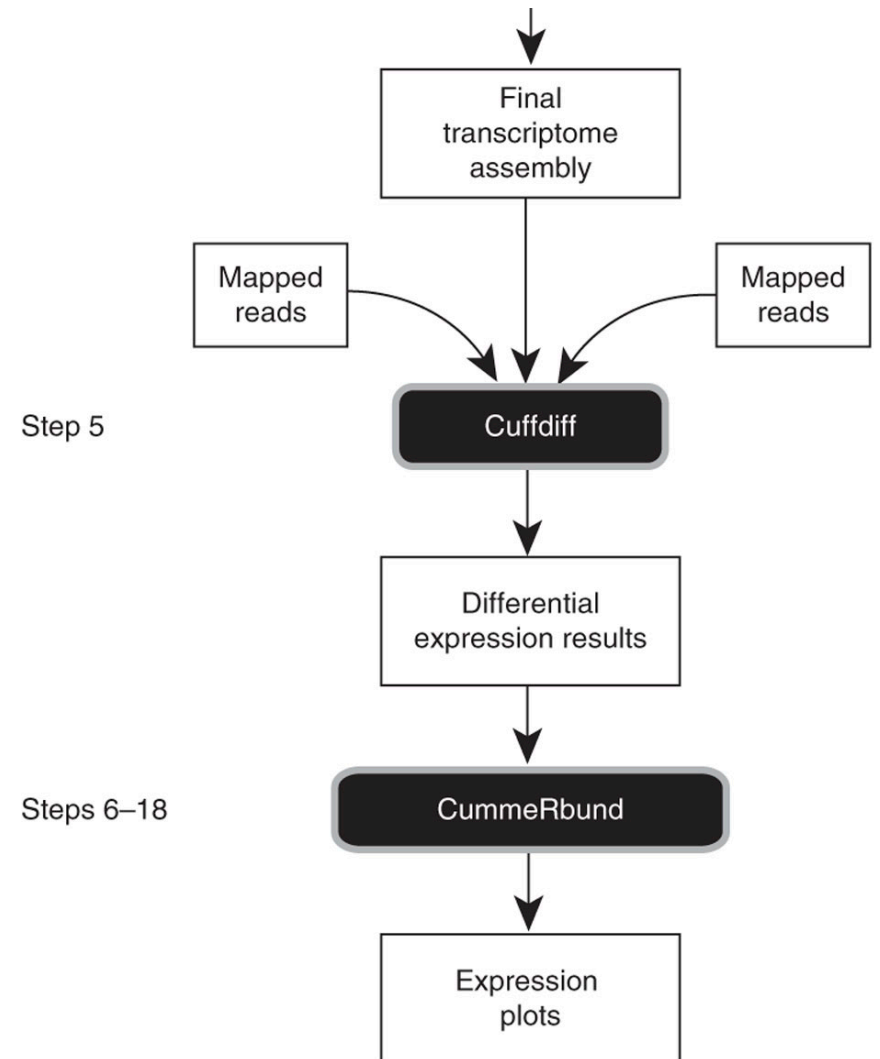 Final
transcriptome
assembly
Mapped
reads
Mapped
reads
Step 5
Cuffdiff
Differential
expression results
Steps 6–18
CummeRbund
Expression
plots